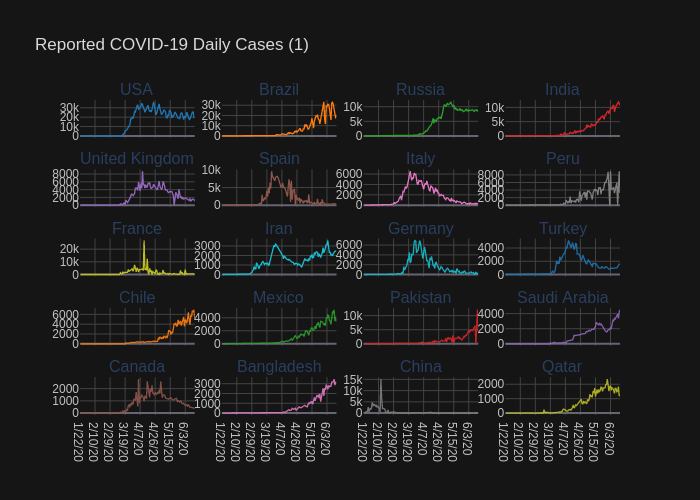 Reported COVID-19 Daily Cases (1)
USA Brazil Russia India
30k 20k 10k 0 30k 20k 10k 0 10k 5k 0 10k 5k 0
United Kingdom Spain Italy Peru
8000 6000 4000 2000 0 10k 5k 0 6000 4000 2000 0 8000 6000 4000 2000 0
France Iran Germany Turkey
20k 10k 0 3000 2000 1000 0 6000 4000 2000 0 4000 2000 0
Chile Mexico Pakistan Saudi Arabia
6000 4000 2000 0 4000 2000 0 10k 5k 0 4000 2000 0
Canada Bangladesh China Qatar
2000 1000 0 3000 2000 1000 0 15k 10k 5k 0 2000 1000 0
1/22/20 2/10/20 2/29/20 3/19/20 4/7/20 4/26/20 5/15/20 6/3/20 1/22/20 2/10/20 2/29/20 3/19/20 4/7/20 4/26/20 5/15/20 6/3/20 1/22/20 2/10/20 2/29/20 3/19/20 4/7/20 4/26/20 5/15/20 6/3/20 1/22/20 2/10/20 2/29/20 3/19/20 4/7/20 4/26/20 5/15/20 6/3/20